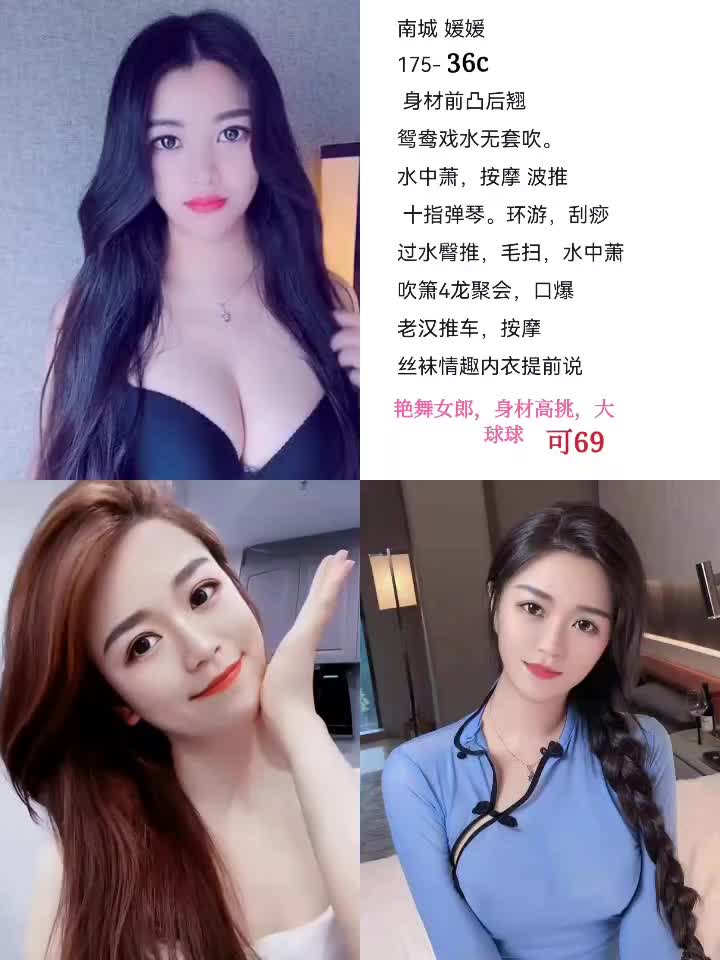 南城 媛媛
175- 36c
身材前凸后翘
鸳鸯戏水无套吹。
水中萧，按摩 波推
十指弹琴。环游，刮痧
过水臀推，毛扫，水中萧
吹箫4龙聚会，口爆
老汉推车，按摩
丝袜情趣内衣提前说
艳舞女郎，身材高挑，大
球球 可69